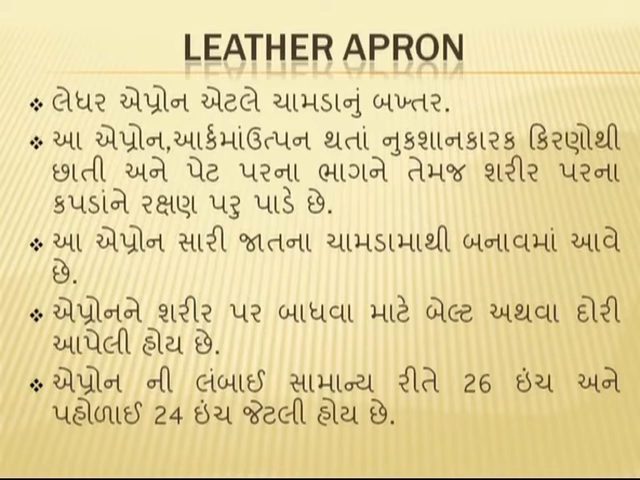 LEATHER APRON
❖ લેધર એપ્રોન એટલે ચામડાનું બખ્તર.
❖ આ એપ્રોન,આર્કમાંઉત્પન થતાં નુકશાનકારક કિરણોથી
છાતી અને પેટ પરના ભાગને તેમજ શરીર પરના
કપડાંને રક્ષણ પરુ પાડે છે.
❖ આ એપ્રોન સારી જાતના ચામડામાથી બનાવમાં આવે
છે.
❖ એપ્રોનને શરીર પર બાધવા માટે બેલ્ટ અથવા દોરી
આપેલી હોય છે.
❖ એપ્રોન ની લંબાઈ સામાન્ય રીતે 26 ઇંચ અને
પહોળાઈ 24 ઇંચ જેટલી હોય છે.